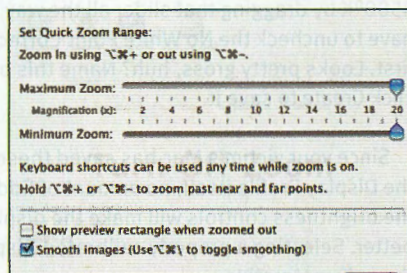 Set Quick Zoom Range:
Zoom In using ⌥⌘+ or out using ⌥⌘-.
Maximum Zoom:
Magnification (x): 2 4 6 8 10 12 14 16 18 20
Minimum Zoom:
Keyboard shortcuts can be used any time while zoom is on.
Hold ⌥⌘+ or ⌥⌘- to zoom past near and far points.
Show preview rectangle when zoomed out
Smooth images (Use⌥⌘\ to toggle smoothing)